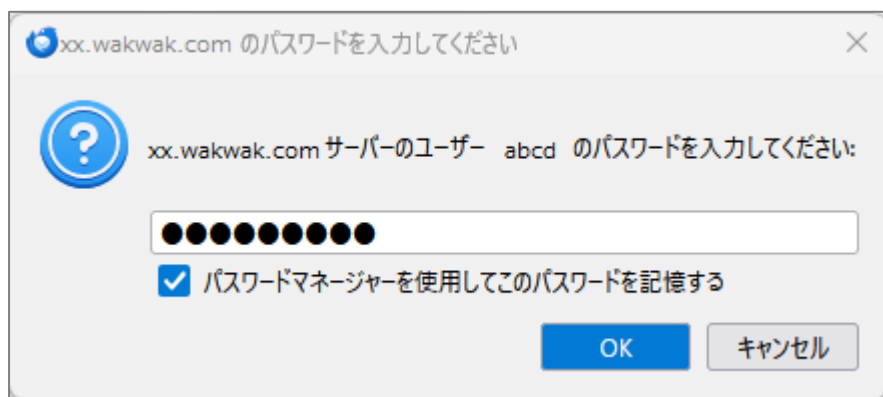 xx.wakwak.com のパスワードを入力してください
xx.wakwak.com サーバーのユーザー abcd のパスワードを入力してください:
●●●●●●●●●
パスワードマネージャーを使用してこのパスワードを記憶する
OK キャンセル